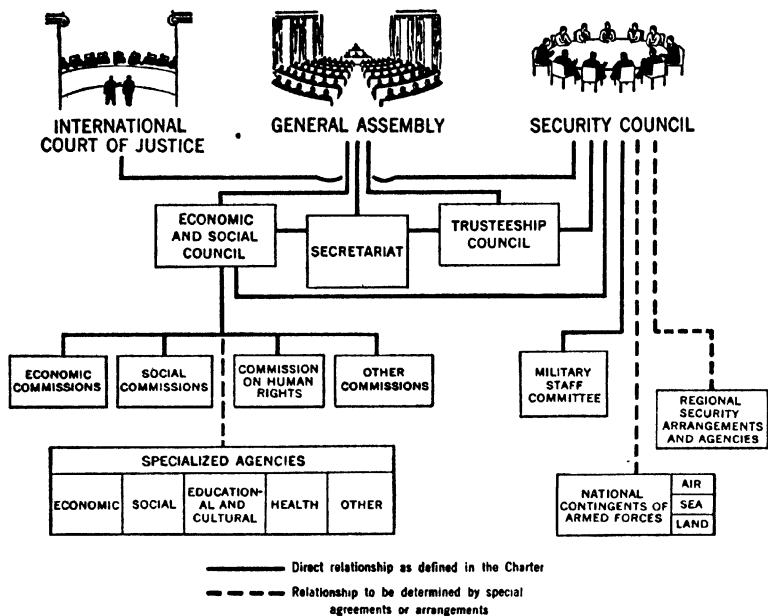 INTERNATIONAL
COURT OF JUSTICE
GENERAL ASSEMBLY
SECURITY COUNCIL
ECONOMIC
AND SOCIAL
COUNCIL
SECRETARIAT
TRUSTEESHIP
COUNCIL
ECONOMIC
COMMISSIONS
SOCIAL
COMMISSIONS
COMMISSION
ON HUMAN
RIGHTS
OTHER
COMMISSIONS
MILITARY
STAFF
COMMITTEE
REGIONAL
SECURITY
ARRANGEMENTS
AND AGENCIES
SPECIALIZED AGENCIES
ECONOMIC
SOCIAL
EDUCATION-
AL AND
CULTURAL
HEALTH
OTHER
NATIONAL
CONTINGENTS OF
ARMED FORCES
AIR
SEA
LAND
Direct relationship as defined in the Charter
Relationship to be determined by special
agreements or arrangements